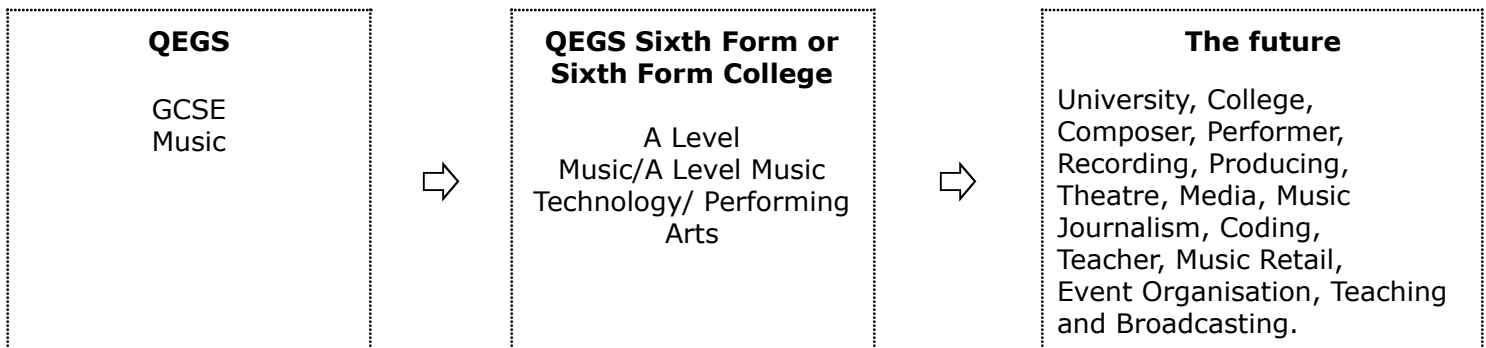 QEGS
GCSE
Music
QEGS Sixth Form or
Sixth Form College
A Level
Music/A Level Music
Technology/ Performing
Arts
The future
University, College,
Composer, Performer,
Recording, Producing,
Theatre, Media, Music
Journalism, Coding,
Teacher, Music Retail,
Event Organisation, Teaching
and Broadcasting.